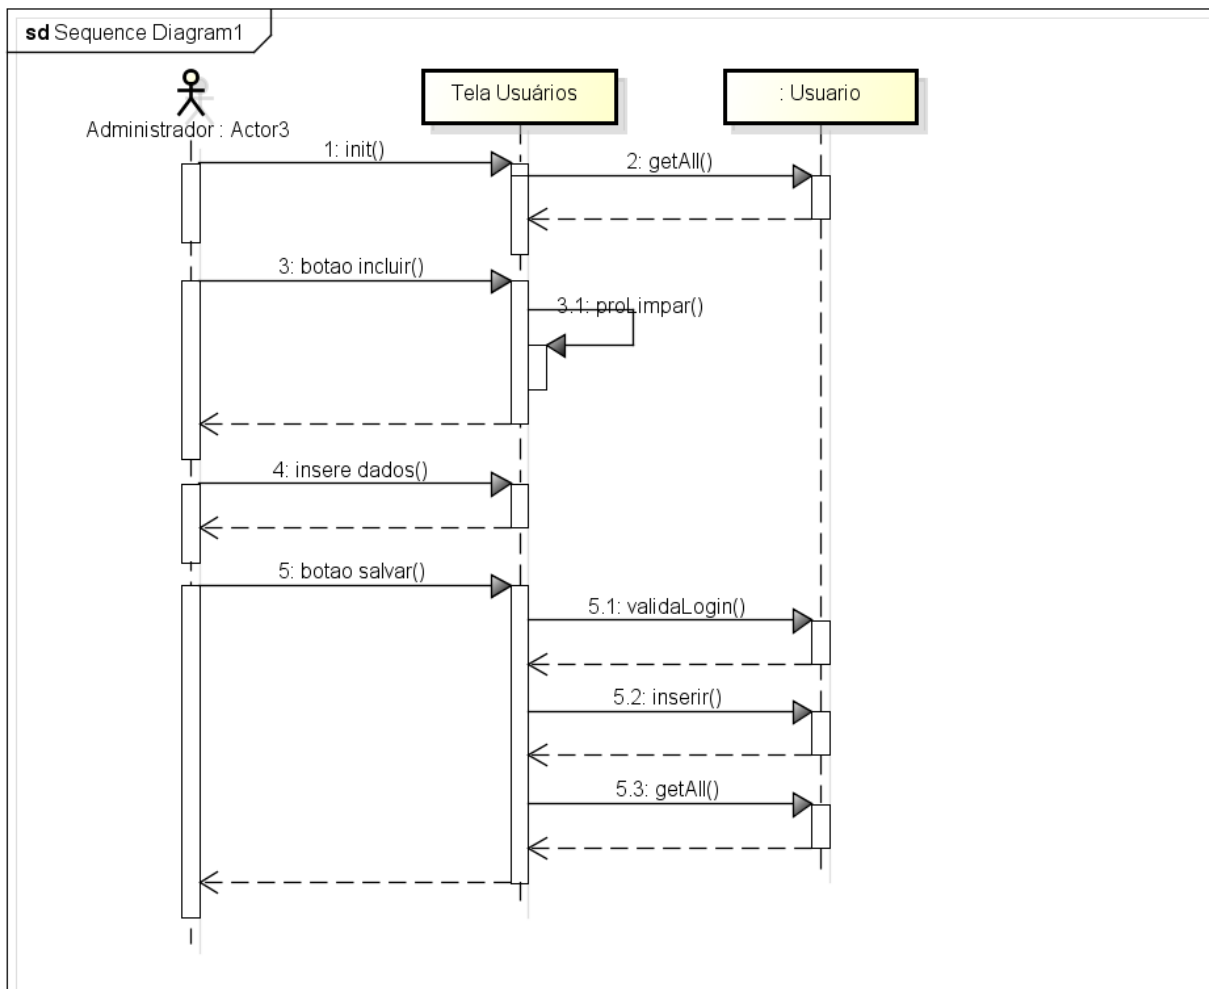 sd Sequence Diagram1
Administrador : Actor3
Tela Usuários
: Usuario
1: init()
2: getAll()
3: botao incluir()
3.1: proLimpar()
4: insere dados()
5: botao salvar()
5.1: validaLogin()
5.2: inserir()
5.3: getAll()